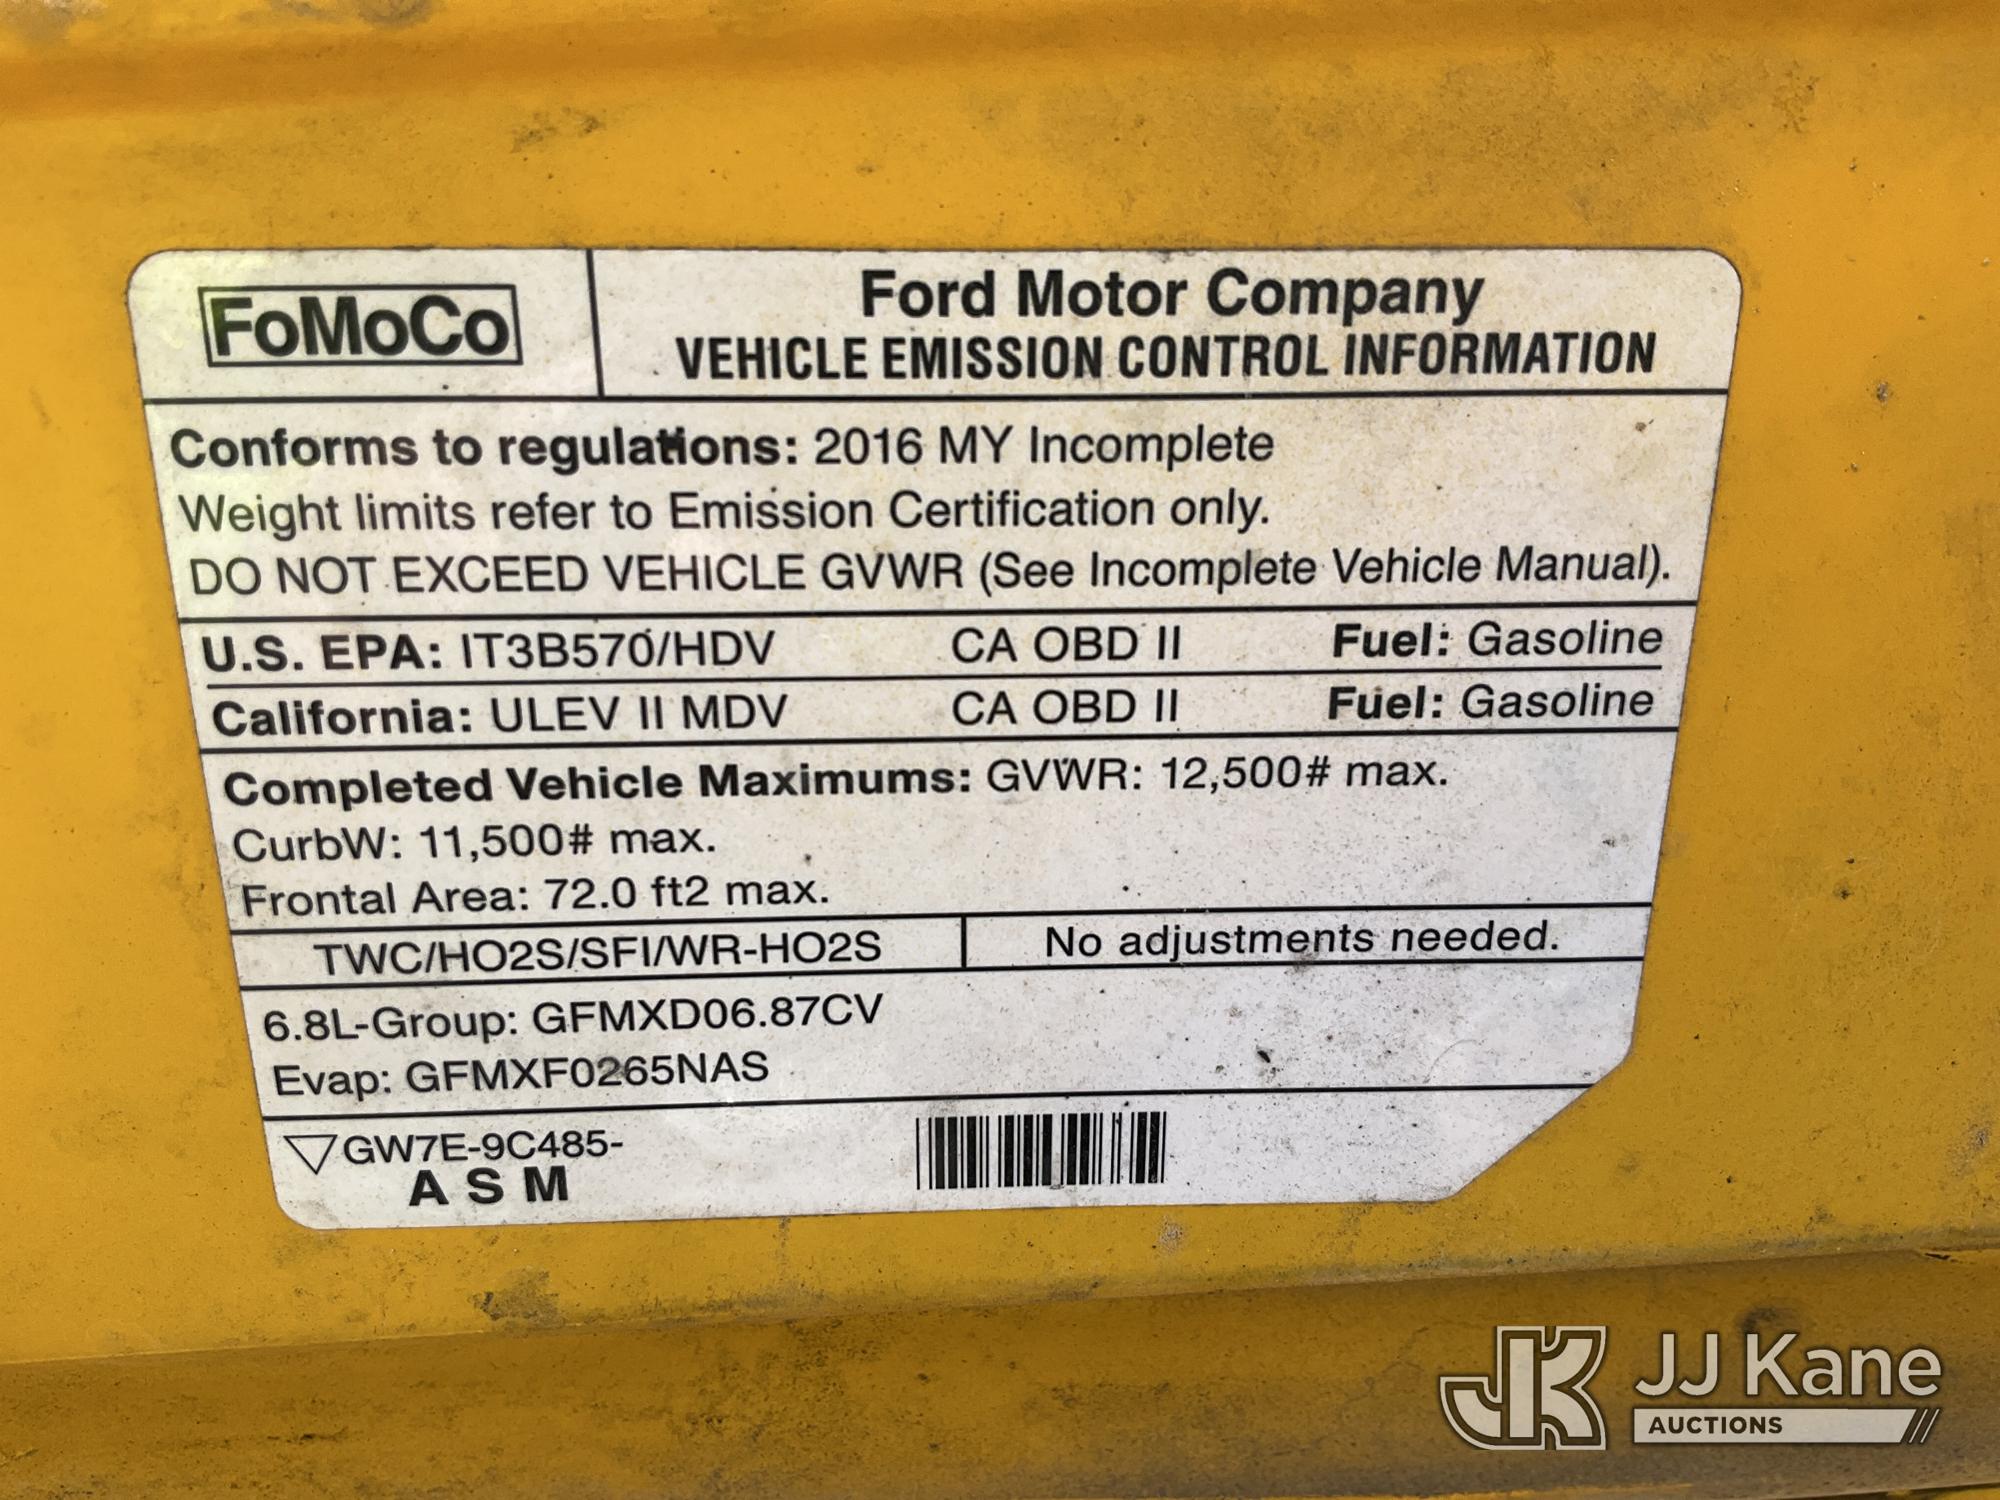 FoMoCo
Ford Motor Company
VEHICLE EMISSION CONTROL INFORMATION
Conforms to regulations: 2016 MY Incomplete
Weight limits refer to Emission Certification only.
DO NOT EXCEED VEHICLE GVWR (See Incomplete Vehicle Manual).
U.S. EPA: IT3B570/HDV CA OBD II Fuel: Gasoline
California: ULEV II MDV CA OBD II Fuel: Gasoline
Completed Vehicle Maximums: GVWR: 12,500# max.
CurbW: 11,500# max.
Frontal Area: 72.0 ft2 max.
TWC/HO2S/SFI/WR-HO2S No adjustments needed.
6.8L-Group: GFMXD06.87CV
Evap: GFMXF0265NAS
GW7E-9C485-
A S M
JK JJ Kane
AUCTIONS